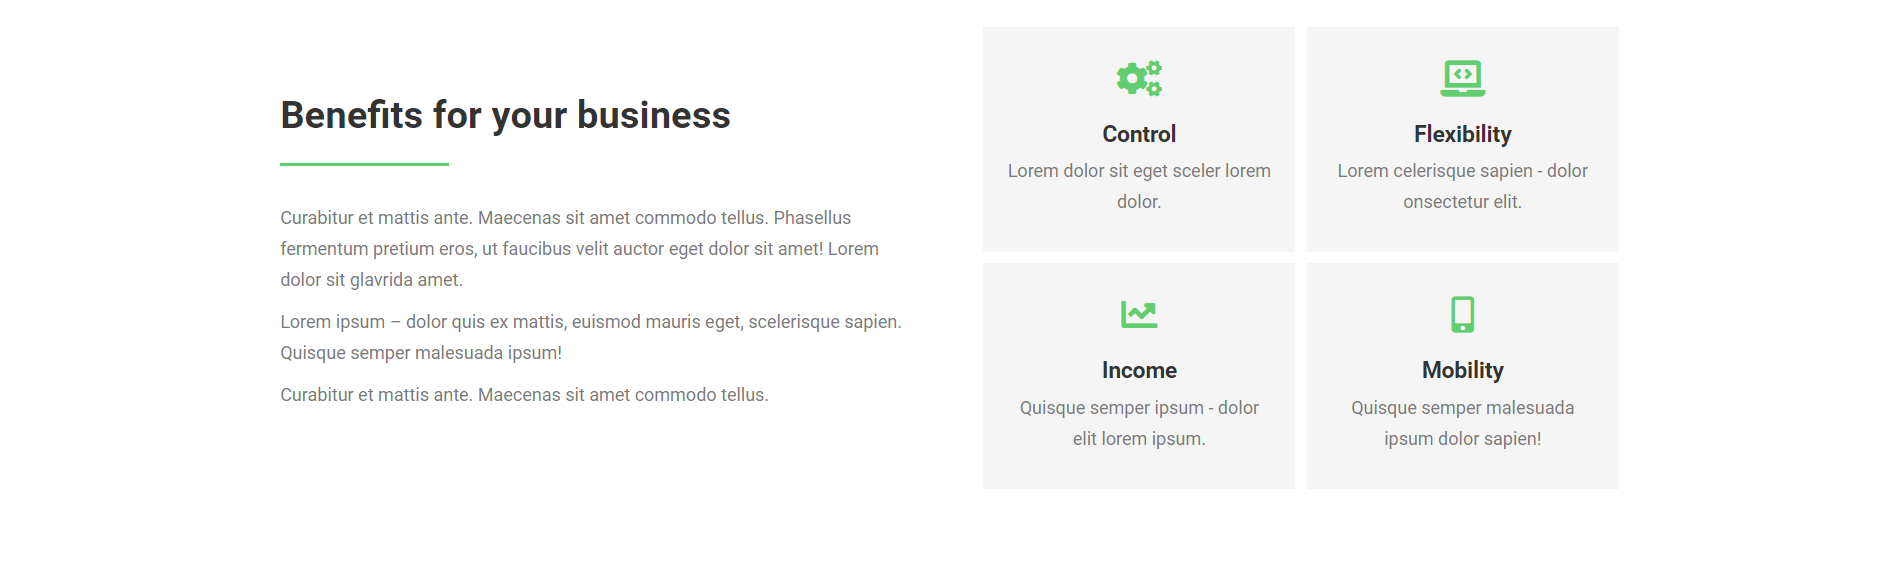 Benefits for your business
Curabitur et mattis ante. Maecenas sit amet commodo tellus. Phasellus
fermentum pretium eros, ut faucibus velit auctor eget dolor sit amet! Lorem
dolor sit glavrida amet.
Lorem ipsum – dolor quis ex mattis, euismod mauris eget, scelerisque sapien.
Quisque semper malesuada ipsum!
Curabitur et mattis ante. Maecenas sit amet commodo tellus.
Control
Lorem dolor sit eget sceler lorem
dolor.
Flexibility
Lorem celerisque sapien - dolor
onsectetur elit.
Income
Quisque semper ipsum - dolor
elit lorem ipsum.
Mobility
Quisque semper malesuada
ipsum dolor sapien!